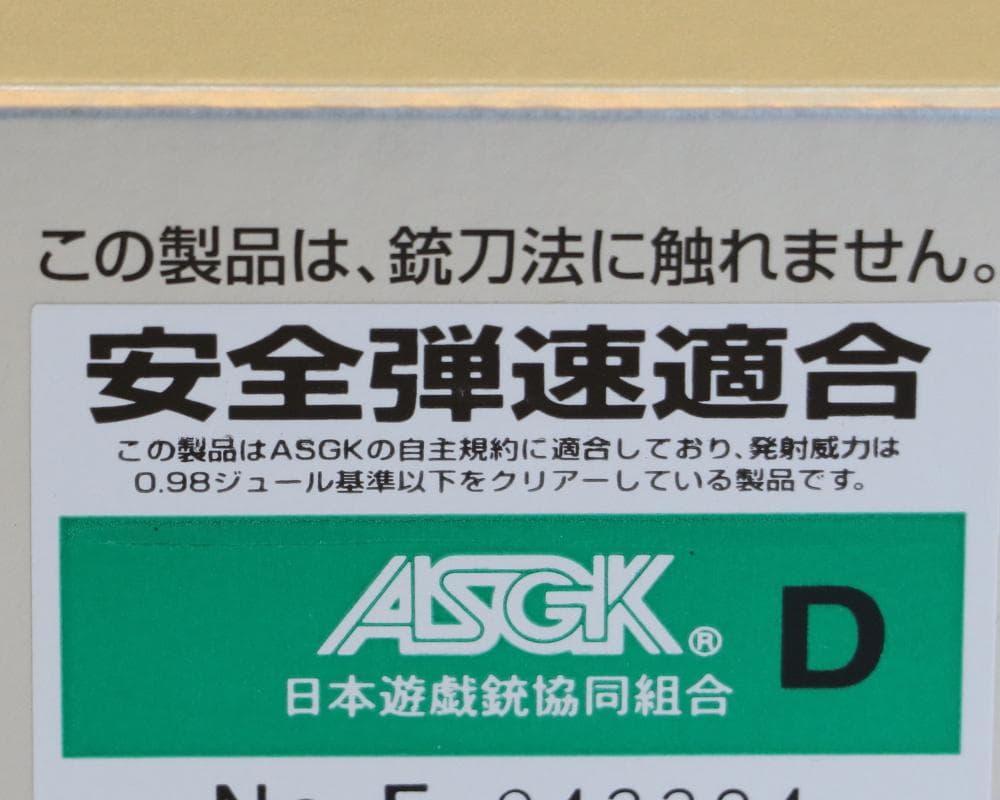 この製品は、銃刀法に触れません。
安全弾速適合
この製品はASGKの自主規約に適合しており、発射威力は
0.98ジュール基準以下をクリアーしている製品です。
ASGK®
D
日本遊戯銃協同組合